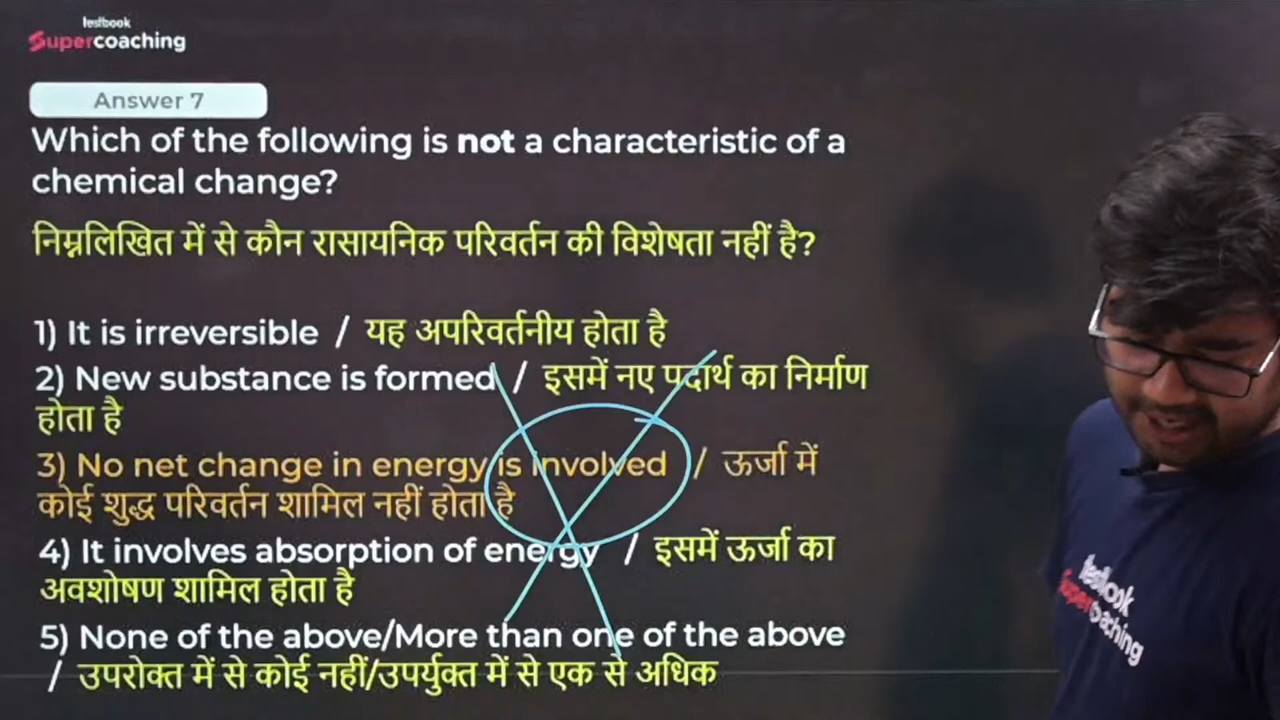 testbook
Supercoaching
Answer 7
Which of the following is not a characteristic of a
chemical change?
निम्नलिखित में से कौन रासायनिक परिवर्तन की विशेषता नहीं है?
1) It is irreversible / यह अपरिवर्तनीय होता है
2) New substance is formed / इसमें नए पदार्थ का निर्माण
होता है
3) No net change in energy is involved / ऊर्जा में
कोई शुद्ध परिवर्तन शामिल नहीं होता है
4) It involves absorption of energy / इसमें ऊर्जा का
अवशोषण शामिल होता है
5) None of the above/More than one of the above
/ उपरोक्त में से कोई नहीं/उपर्युक्त में से एक से अधिक
testbook
Supercoaching